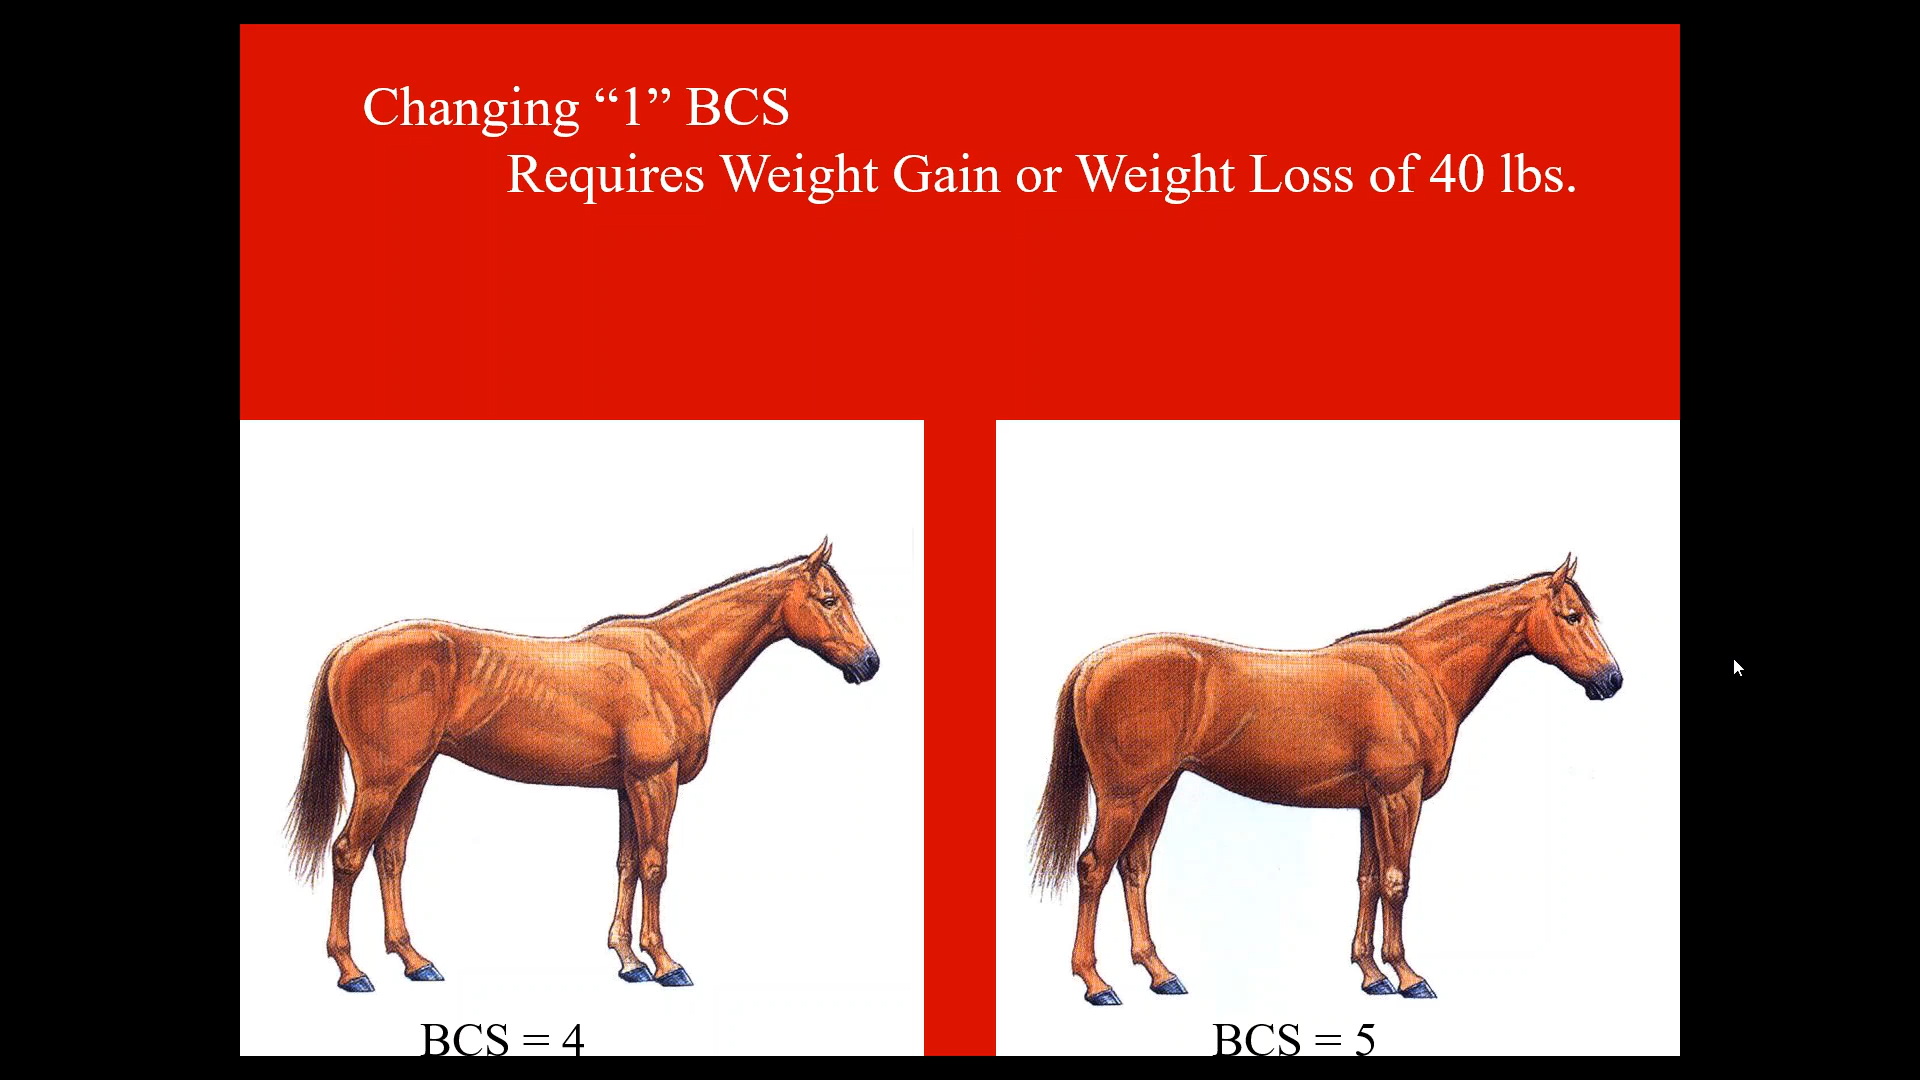 Changing “1” BCS
Requires Weight Gain or Weight Loss of 40 lbs.
BCS = 4
BCS = 5